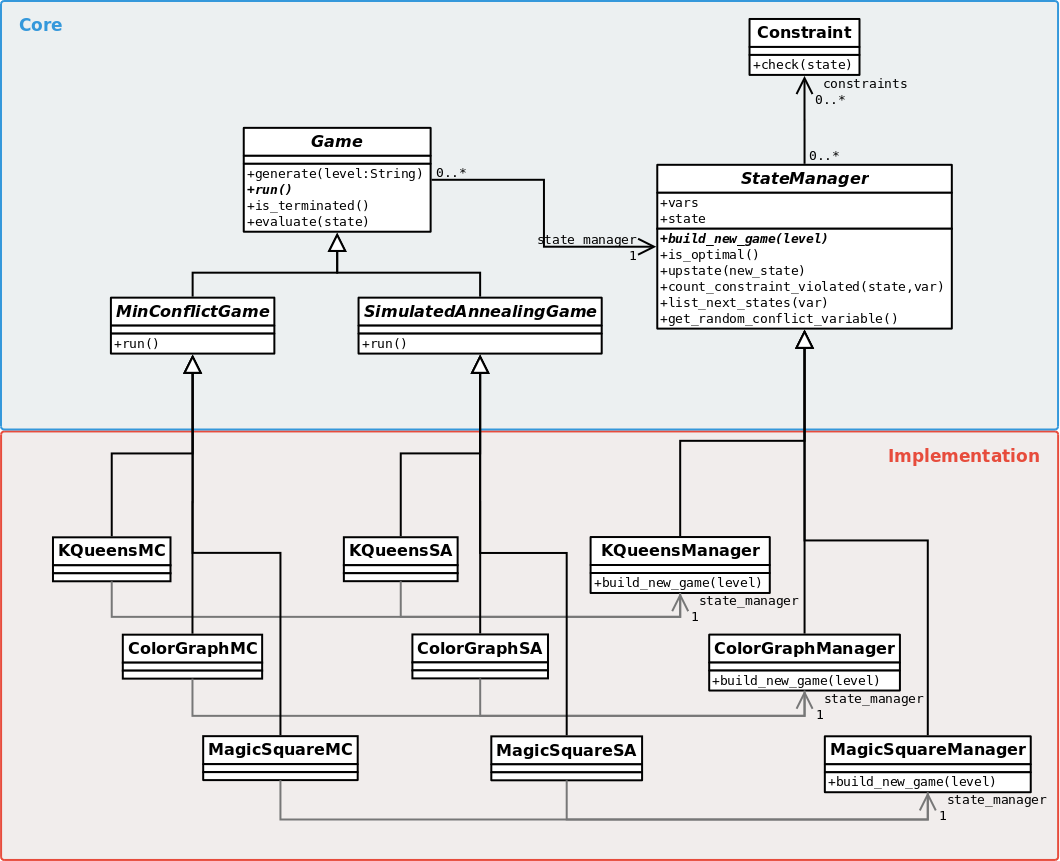 Core
Constraint
+check(state)
constraints
0..*
0..*
Game
+generate(level:String)
+run()
+is_terminated()
+evaluate(state)
0..*
state_manager
1
StateManager
+vars
+state
+build_new_game(level)
+is_optimal()
+upstate(new_state)
+count_constraint_violated(state,var)
+list_next_states(var)
+get_random_conflict_variable()
MinConflictGame
+run()
SimulatedAnnealingGame
+run()
Implementation
KQueensMC
KQueensSA
KQueensManager
+build_new_game(level)
state_manager
1
ColorGraphMC
ColorGraphSA
ColorGraphManager
+build_new_game(level)
state_manager
1
MagicSquareMC
MagicSquareSA
MagicSquareManager
+build_new_game(level)
state_manager
1